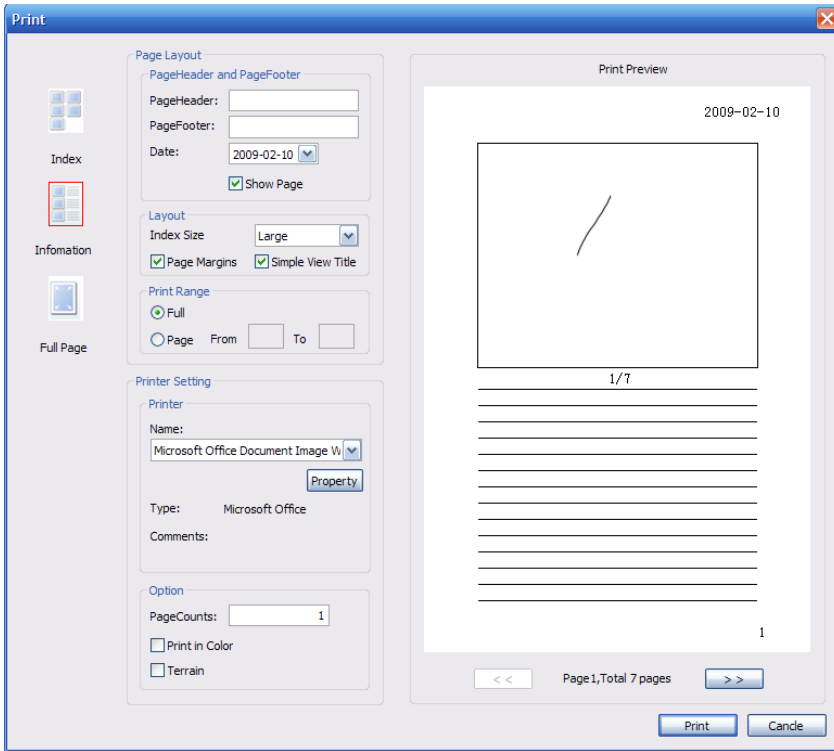 Print
Index
Infomation
Full Page
Page Layout
PageHeader and PageFooter
PageHeader:
PageFooter:
Date:
2009-02-10
Show Page
Layout
Index Size
Large
Page Margins
Simple View Title
Print Range
Full
Page From To
Printer Setting
Printer
Name:
Microsoft Office Document Image W
Property
Type: Microsoft Office
Comments:
Option
PageCounts: 1
Print in Color
Terrain
Print Preview
2009-02-10
1/7
1
<< Page1,Total 7 pages >>
Print Cancle